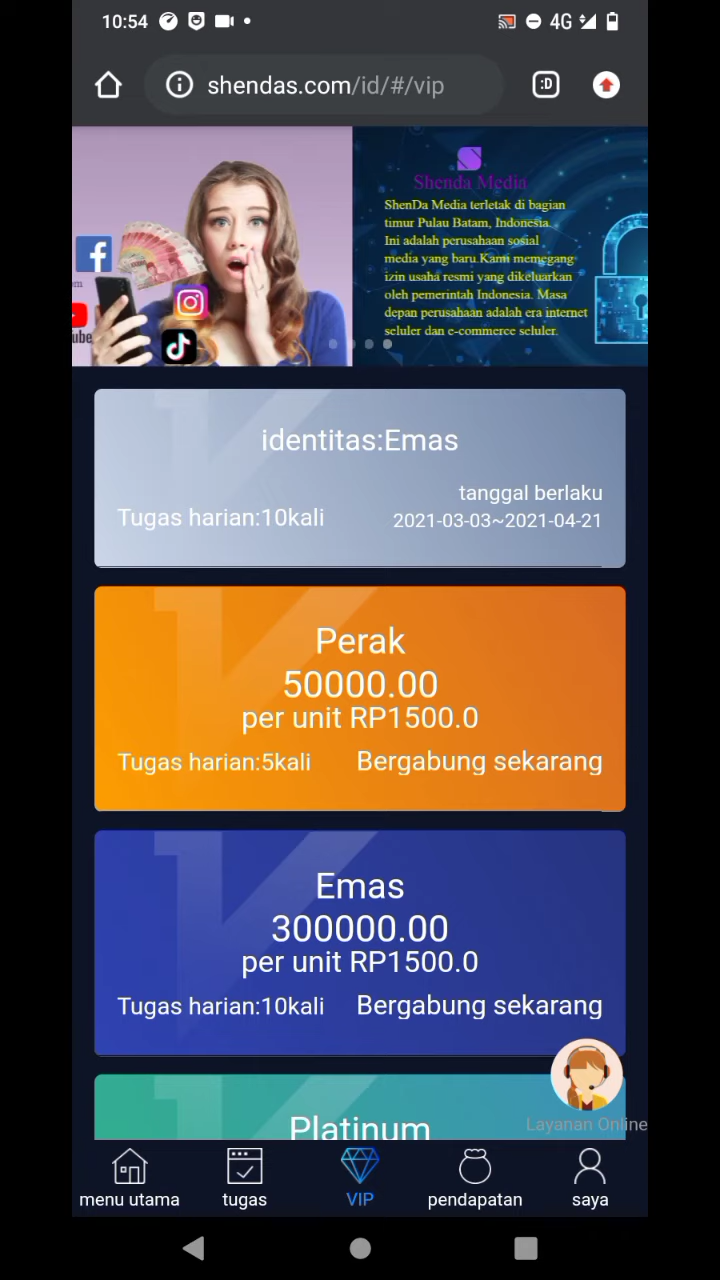 10:54
4G
shendas.com/id/#/vip
:D
Shenda Media
ShenDa Media terletak di bagian
timur Pulau Batam, Indonesia.
Ini adalah perusahaan sosial
media yang baru.Kami memegang
izin usaha resmi yang dikeluarkan
oleh pemerintah Indonesia. Masa
depan perusahaan adalah era internet
seluler dan e-commerce seluler.
identitas:Emas
tanggal berlaku
Tugas harian:10kali
2021-03-03~2021-04-21
Perak
50000.00
per unit RP1500.0
Tugas harian:5kali Bergabung sekarang
Emas
300000.00
per unit RP1500.0
Tugas harian:10kali Bergabung sekarang
Platinum
Layanan Online
menu utama tugas VIP pendapatan saya